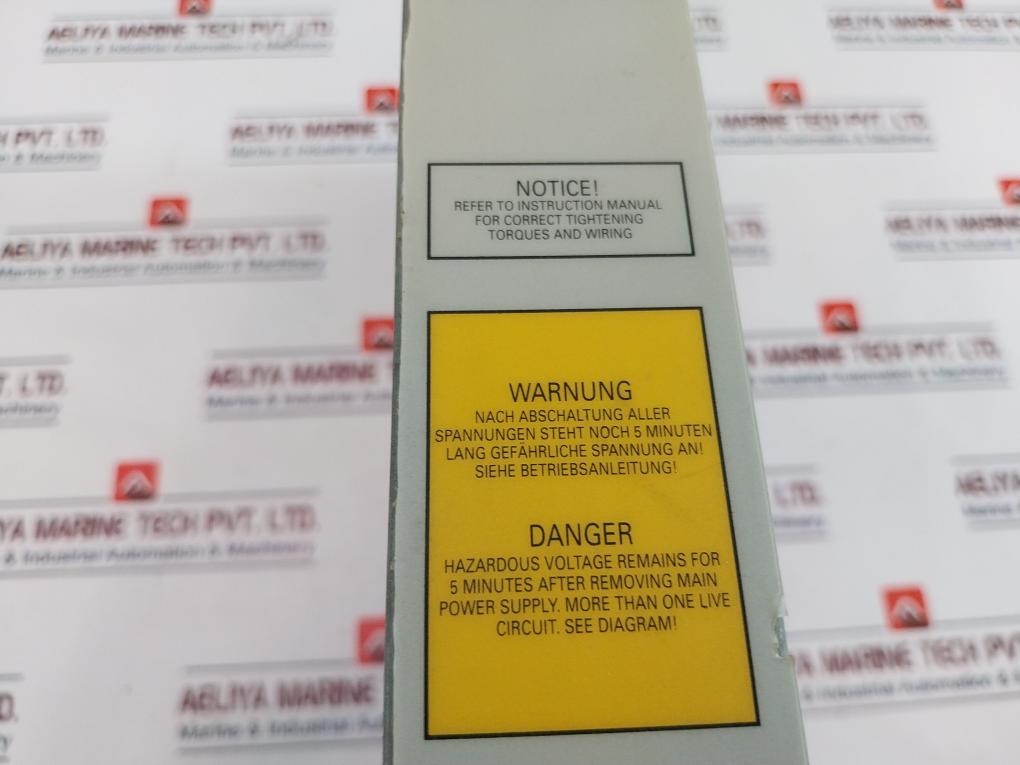 AELIYA MARINE TECH PVT. LTD.
Marine & Industrial Automation & Machinery
NOTICE!
REFER TO INSTRUCTION MANUAL
FOR CORRECT TIGHTENING
TORQUES AND WIRING
WARNUNG
NACH ABSCHALTUNG ALLER
SPANNUNGEN STEHT NOCH 5 MINUTEN
LANG GEFÄHRLICHE SPANNUNG AN!
SIEHE BETRIEBSANLEITUNG!
DANGER
HAZARDOUS VOLTAGE REMAINS FOR
5 MINUTES AFTER REMOVING MAIN
POWER SUPPLY. MORE THAN ONE LIVE
CIRCUIT. SEE DIAGRAM!